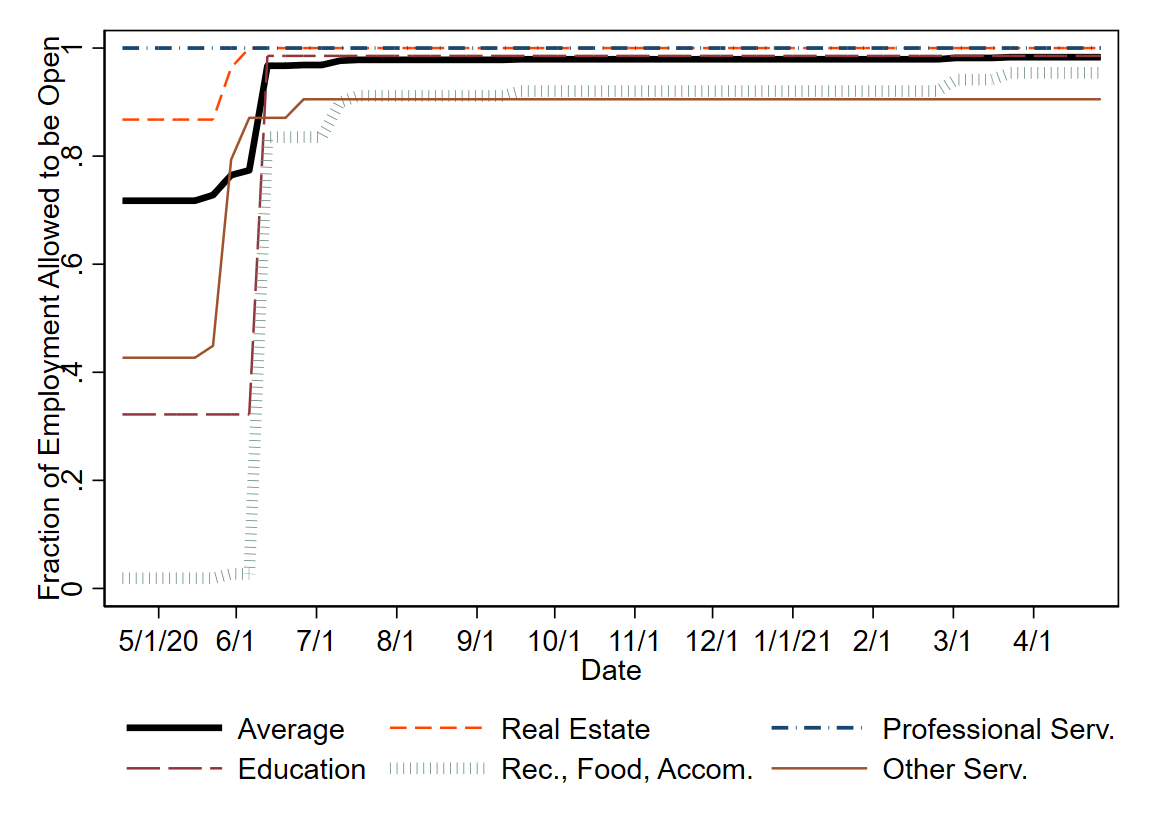 Fraction of Employment Allowed to be Open
1
.8
.6
.4
.2
0
5/1/20 6/1 7/1 8/1 9/1 10/1 11/1 12/1 1/1/21 2/1 3/1 4/1
Date
Average Real Estate Professional Serv.
Education Rec., Food, Accom. Other Serv.